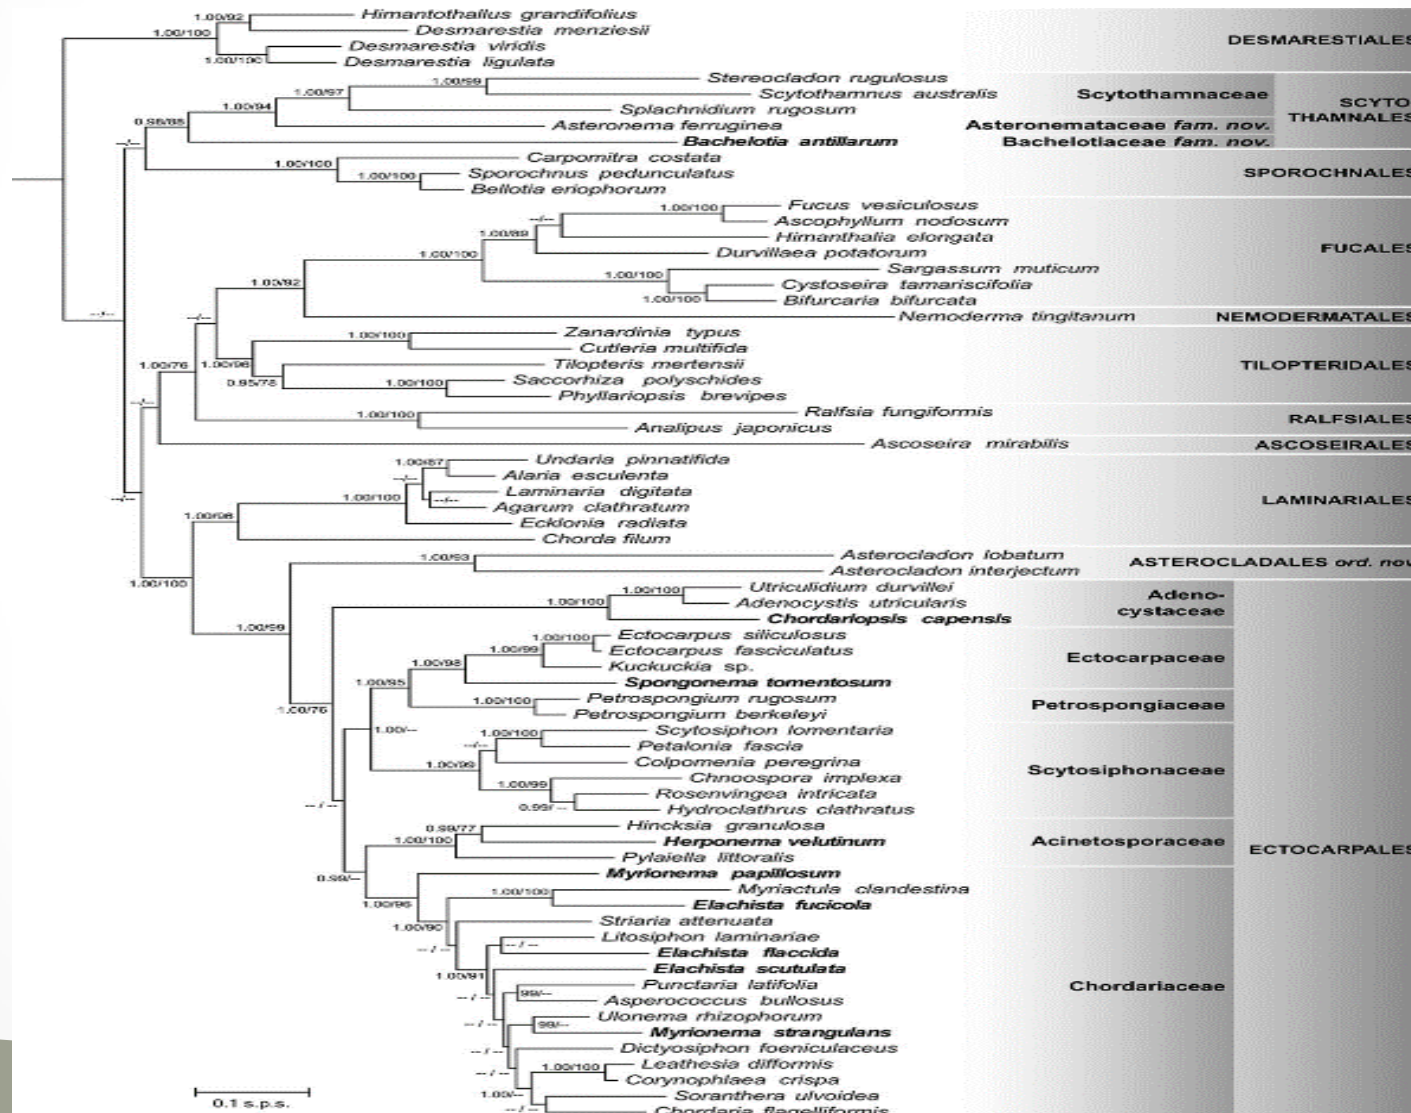 Himantothallus grandifolius
1.00/92
Desmarestia menziesii
1.00/100
DESMARESTIALES
Desmarestia viridis
1.00/100
Desmarestia ligulata
Stereocladon rugulosus
1.00/99
Scytothamnus australis
1.00/97
Scytothamnaceae
SCYTO
THAMNALES
Splachnidium rugosum
1.00/94
Asteronema ferruginea
0.98/88
Asteronemataceae fam. nov.
Bachelotia antillarum
--/--
Bachelotiaceae fam. nov.
Carpomitra costata
1.00/100
Sporochnus pedunculatus
1.00/100
SPOROCHNALES
Bellotia eriophorum
Fucus vesiculosus
1.00/100
Ascophyllum nodosum
--/--
Himanthalia elongata
1.00/89
FUCALES
Durvillaea potatorum
1.00/100
Sargassum muticum
1.00/100
Cystoseira tamariscifolia
1.00/92
Bifurcaria bifurcata
1.00/100
Nemoderma tingitanum
--/--
--/--
NEMODERMATALES
Zanardinia typus
1.00/100
Cutleria multifida
Tilopteris mertensii
1.00/76
1.00/96
TILOPTERIDALES
Saccorhiza polyschides
0.95/78
1.00/100
Phyllariopsis brevipes
Ralfsia fungiformis
--/--
1.00/100
RALFSIALES
Analipus japonicus
Ascoseira mirabilis
ASCOSEIRALES
Undaria pinnatifida
1.00/87
Alaria esculenta
Laminaria digitata
--/--
1.00/100
--/--
LAMINARIALES
Agarum clathratum
--/--
Ecklonia radiata
1.00/98
Chorda filum
Asterocladon lobatum
1.00/93
ASTEROCLADALES ord. nov
Asterocladon interjectum
1.00/100
Utriculidium durvillei
1.00/100
Adeno-
cystaceae
Adenocystis utricularis
1.00/100
Chordariopsis capensis
1.00/99
Ectocarpus siliculosus
1.00/100
Ectocarpus fasciculatus
1.00/99
Ectocarpaceae
Kuckuckia sp.
1.00/98
Spongonema tomentosum
1.00/95
Petrospongium rugosum
1.00/100
Petrospongiaceae
Petrospongium berkeleyi
1.00/76
Scytosiphon lomentaria
1.00/--
1.00/100
Petalonia fascia
--/--
Colpomenia peregrina
1.00/99
Scytosiphonaceae
Chnoospora implexa
1.00/99
Rosenvingea intricata
0.99/ --
Hydroclathrus clathratus
-- / --
Hincksia granulosa
0.99/77
Herponema velutinum
1.00/100
Acinetosporaceae
ECTOCARPALES
Pylaiella littoralis
Myrionema papillosum
0.99/--
Myriactula clandestina
1.00/100
Elachista fucicola
1.00/96
Striaria attenuata
1.00/90
Litosiphon laminariae
-- / --
-- / --
Elachista flaccida
Elachista scutulata
1.00/91
Punctaria latifolia
Chordariaceae
99/--
-- / --
Asperococcus bullosus
Ulonema rhizophorum
-- / --
99/--
Myrionema strangulans
Dictyosiphon foeniculaceus
-- / --
Leathesia difformis
1.00/100
Corynophlaea crispa
1.00/--
Soranthera ulvoidea
0.1 s.p.s.
-- / --
Chordaria flagelliformis